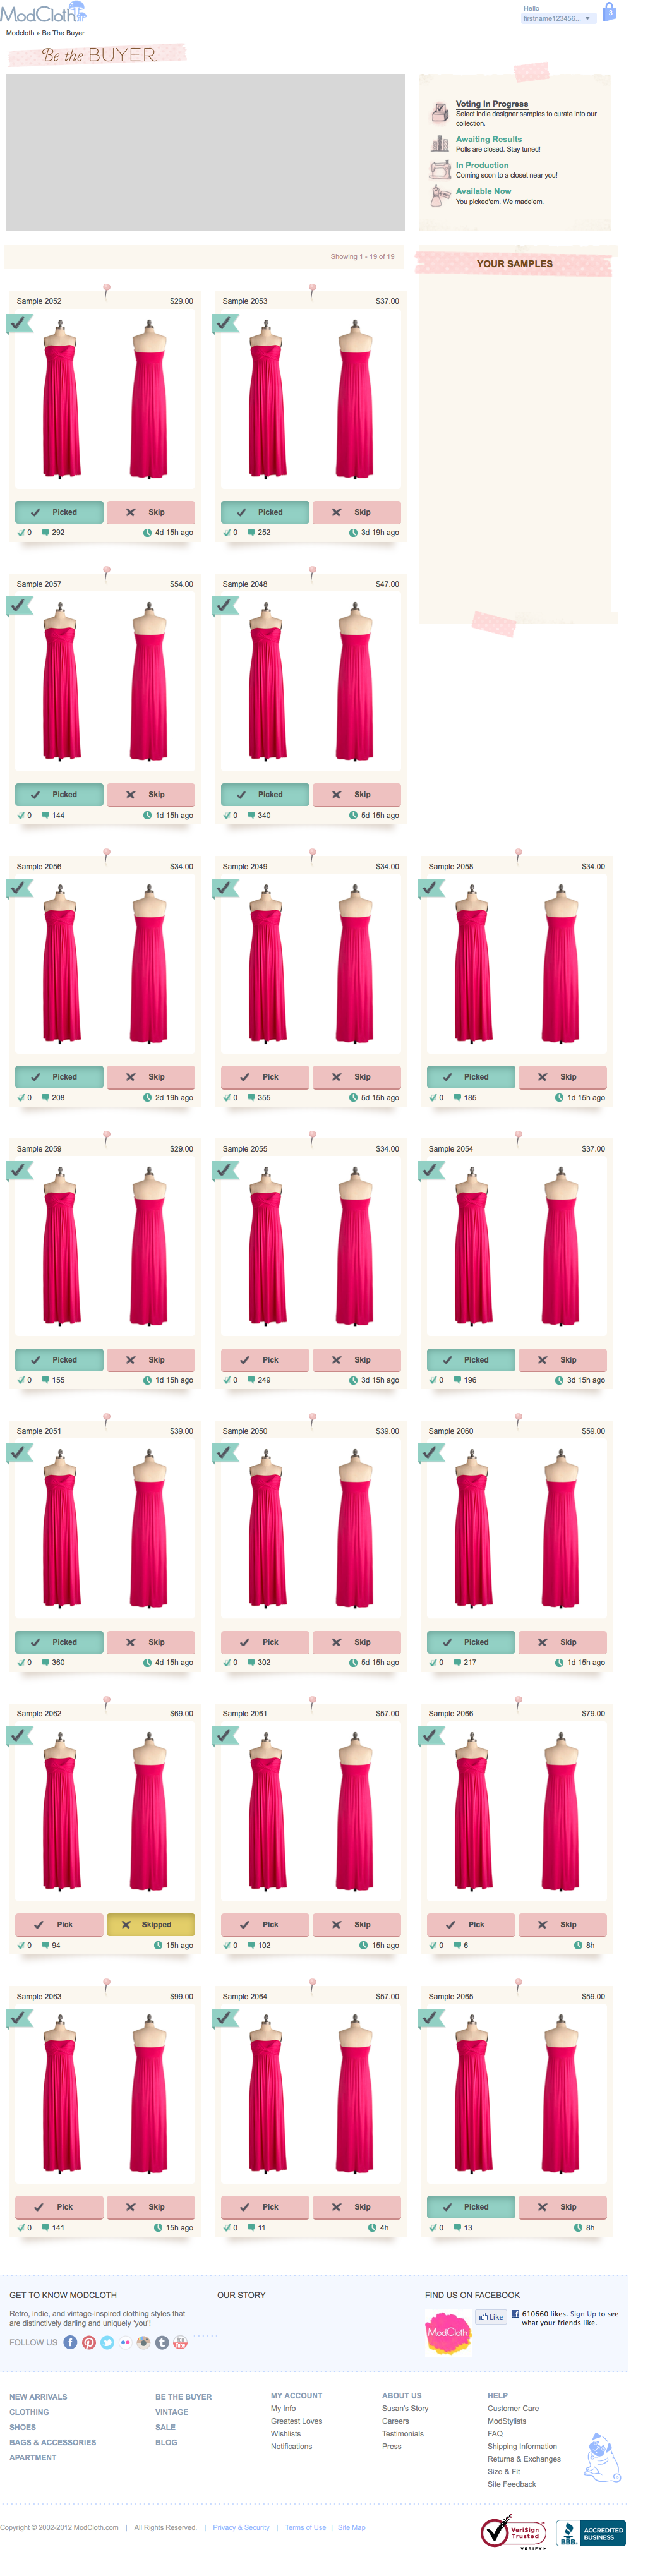 ModCloth
Hello
firstname123456...
3
Modcloth » Be The Buyer
Be the BUYER
Voting In Progress
Select indie designer samples to curate into our
collection.
Awaiting Results
Polls are closed. Stay tuned!
In Production
Coming soon to a closet near you!
Available Now
You picked'em. We made'em.
Showing 1 - 19 of 19
YOUR SAMPLES
Sample 2052 $29.00
Picked Skip
0 292 4d 15h ago
Sample 2053 $37.00
Picked Skip
0 252 3d 19h ago
Sample 2057 $54.00
Picked Skip
0 144 1d 15h ago
Sample 2048 $47.00
Picked Skip
0 340 5d 15h ago
Sample 2056 $34.00
Picked Skip
0 208 2d 19h ago
Sample 2049 $34.00
Pick Skip
0 355 5d 15h ago
Sample 2058 $34.00
Picked Skip
0 185 1d 15h ago
Sample 2059 $29.00
Picked Skip
0 155 1d 15h ago
Sample 2055 $34.00
Pick Skip
0 249 3d 15h ago
Sample 2054 $37.00
Picked Skip
0 196 3d 15h ago
Sample 2051 $39.00
Picked Skip
0 360 4d 15h ago
Sample 2050 $39.00
Pick Skip
0 302 5d 15h ago
Sample 2060 $59.00
Picked Skip
0 217 1d 15h ago
Sample 2062 $69.00
Pick Skipped
0 94 15h ago
Sample 2061 $57.00
Pick Skip
0 102 15h ago
Sample 2066 $79.00
Pick Skip
0 6 8h
Sample 2063 $99.00
Pick Skip
0 141 15h ago
Sample 2064 $57.00
Pick Skip
0 11 4h
Sample 2065 $59.00
Picked Skip
0 13 8h
GET TO KNOW MODCLOTH
Retro, indie, and vintage-inspired clothing styles that
are distinctively darling and uniquely 'you'!
FOLLOW US
OUR STORY
FIND US ON FACEBOOK
ModCloth
Like
610660 likes. Sign Up to see
what your friends like.
NEW ARRIVALS
CLOTHING
SHOES
BAGS & ACCESSORIES
APARTMENT
BE THE BUYER
VINTAGE
SALE
BLOG
MY ACCOUNT
My Info
Greatest Loves
Wishlists
Notifications
ABOUT US
Susan's Story
Careers
Testimonials
Press
HELP
Customer Care
ModStylists
FAQ
Shipping Information
Returns & Exchanges
Size & Fit
Site Feedback
Copyright © 2002-2012 ModCloth.com | All Rights Reserved. | Privacy & Security | Terms of Use | Site Map
VeriSign
Trusted
VERIFY
BBB
ACCREDITED
BUSINESS